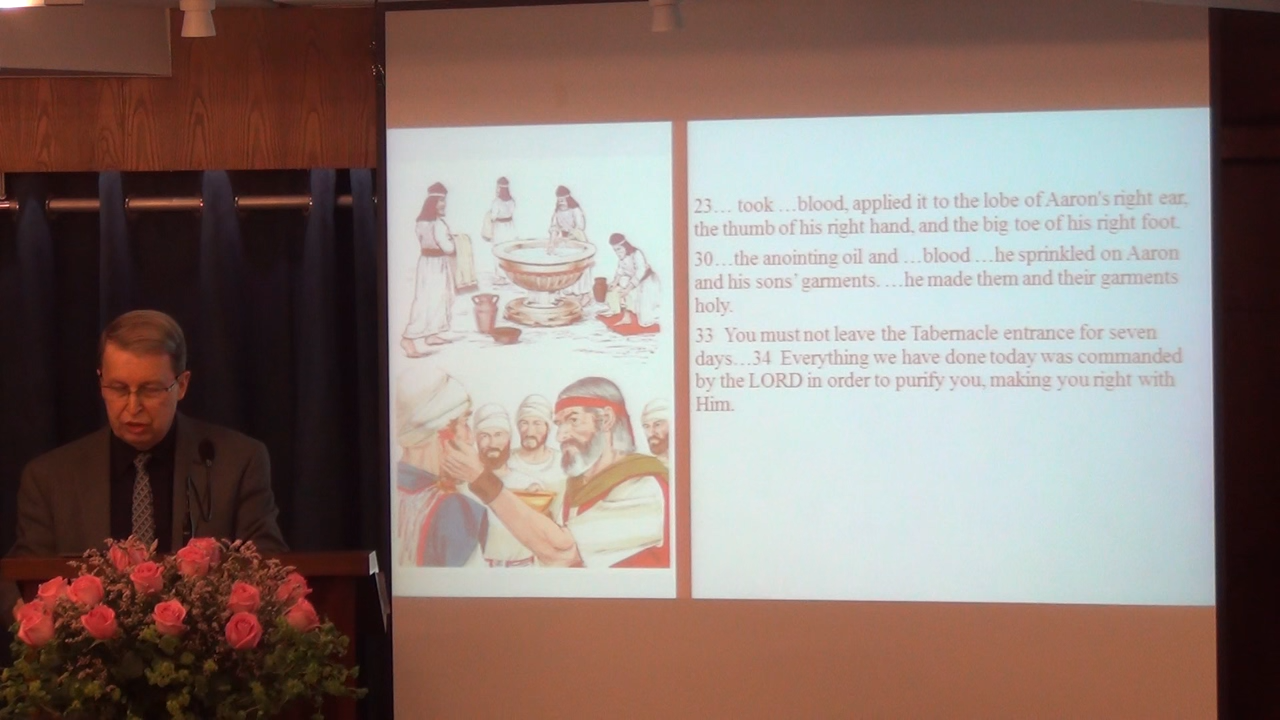 23… took …blood, applied it to the lobe of Aaron's right ear,
the thumb of his right hand, and the big toe of his right foot.
30…the anointing oil and …blood …he sprinkled on Aaron
and his sons' garments. …he made them and their garments
holy.
33 You must not leave the Tabernacle entrance for seven
days…34 Everything we have done today was commanded
by the LORD in order to purify you, making you right with
Him.